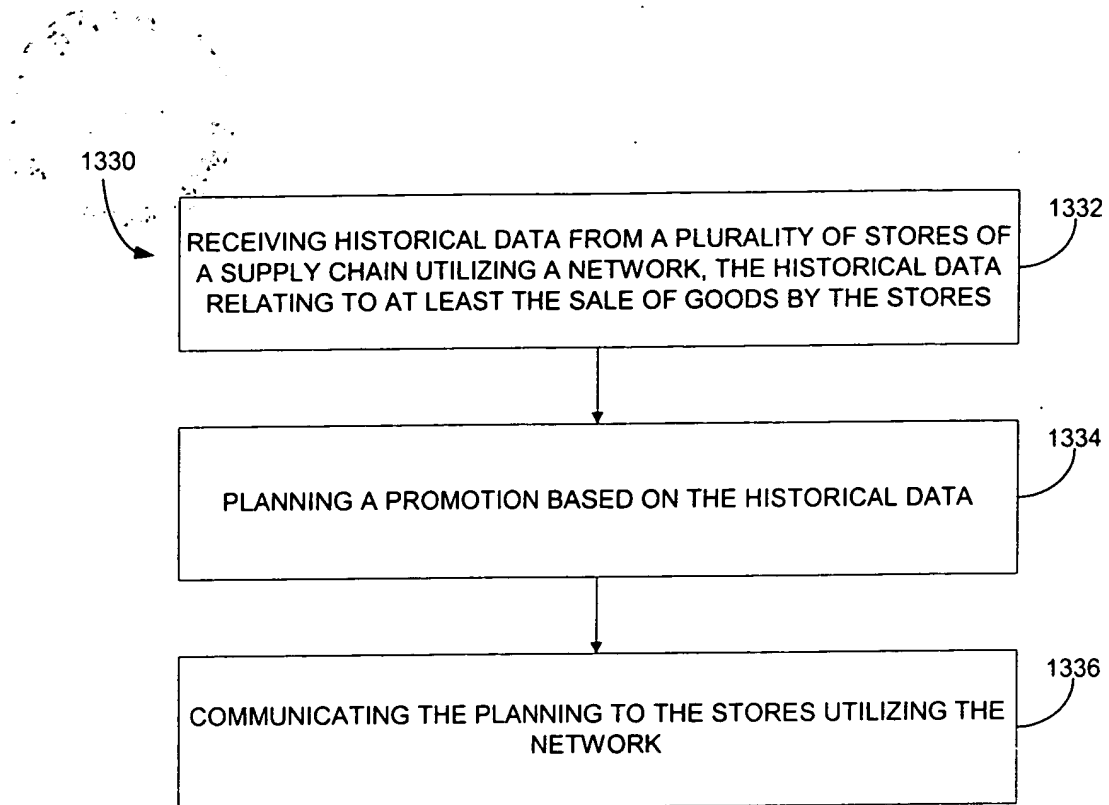 1330
1332
RECEIVING HISTORICAL DATA FROM A PLURALITY OF STORES OF
A SUPPLY CHAIN UTILIZING A NETWORK, THE HISTORICAL DATA
RELATING TO AT LEAST THE SALE OF GOODS BY THE STORES
1334
PLANNING A PROMOTION BASED ON THE HISTORICAL DATA
1336
COMMUNICATING THE PLANNING TO THE STORES UTILIZING THE
NETWORK